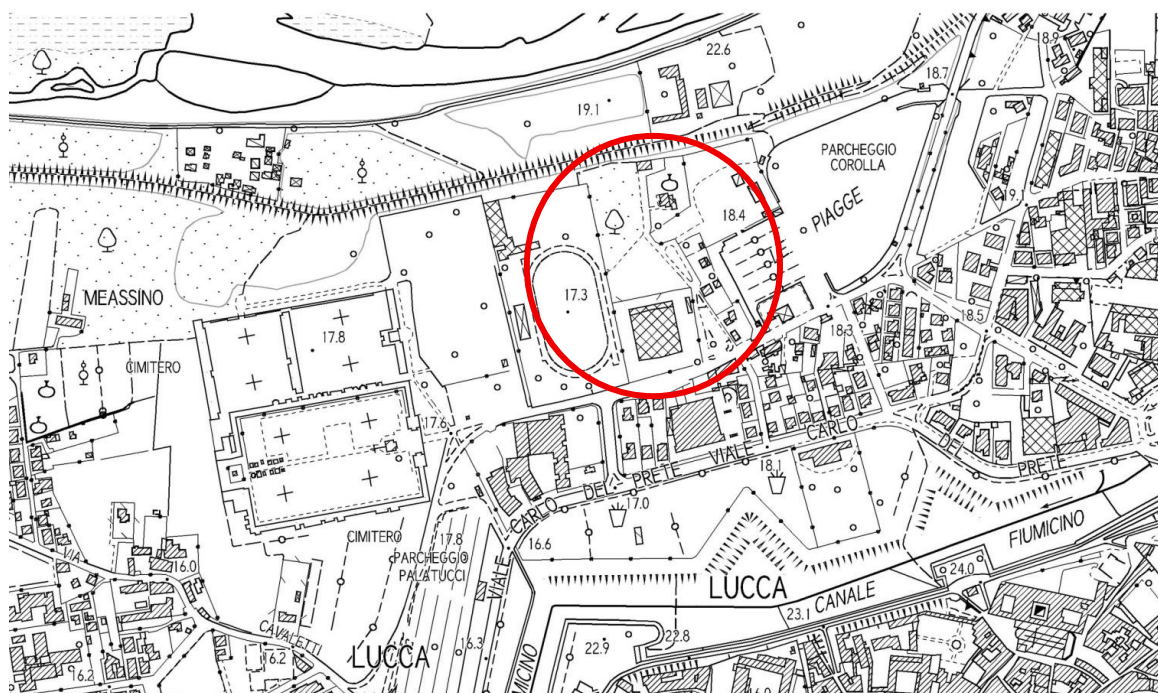 22.6
18.9
18.7
19.1
PARCHEGGIO
COROLLA
PIAGGE
18.4
MEASSINO
17.3
17.8
CIMITERO
18.5
18.3
17.6
CARLO
DEL PRETE VIALE
CARLO
DEL
PRETE
18.1
17.0
VIALE CARLO
CIMITERO
17.8
PARCHEGGIO
PALATUCCI
16.6
FIUMICINO
LUCCA
CANALE
24.0
23.1
VIA
16.0
CAVALETTI
16.2
16.2
LUCCA
16.3
22.9
22.8